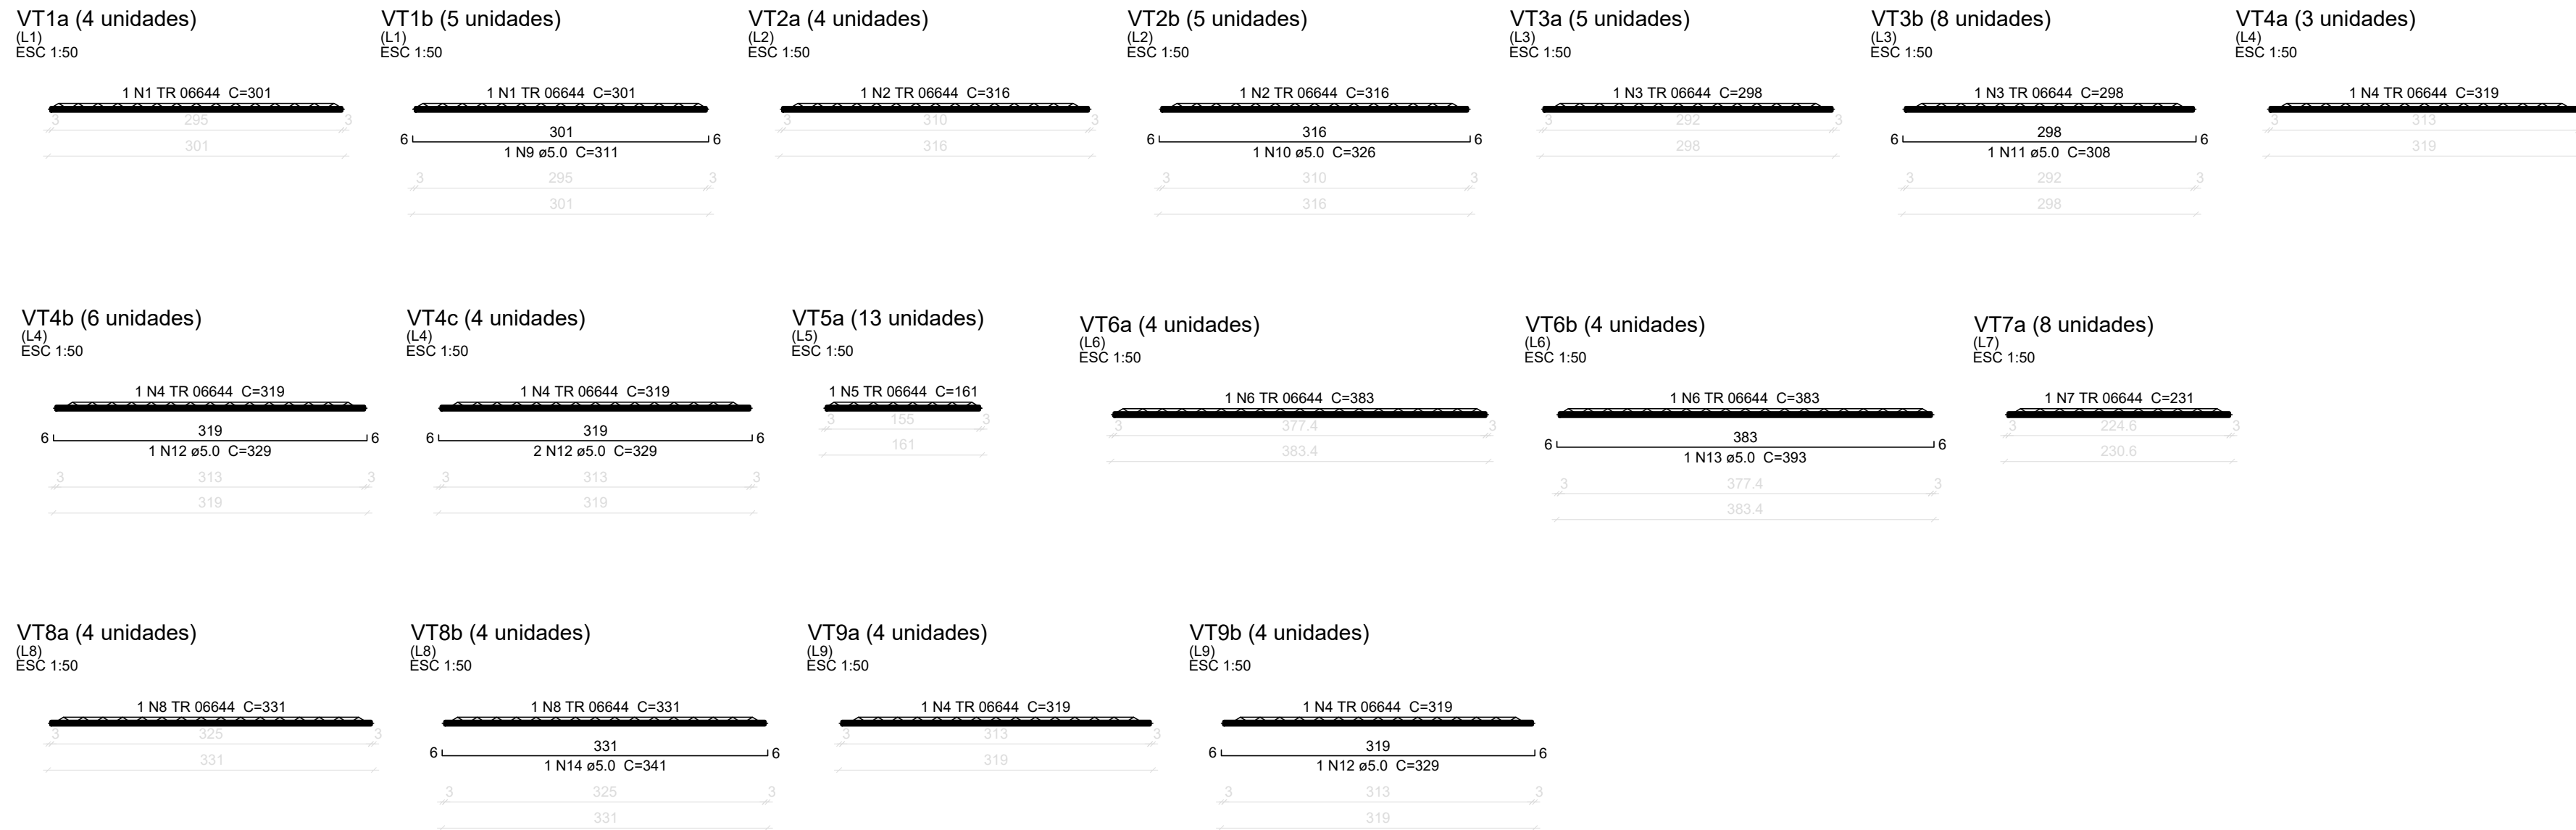 VT1a (4 unidades)
(L1)
ESC 1:50
1 N1 TR 06644 C=301
3 295 3
301
VT1b (5 unidades)
(L1)
ESC 1:50
1 N1 TR 06644 C=301
6 301 6
1 N9 ø5.0 C=311
3 295 3
301
VT2a (4 unidades)
(L2)
ESC 1:50
1 N2 TR 06644 C=316
3 310 3
316
VT2b (5 unidades)
(L2)
ESC 1:50
1 N2 TR 06644 C=316
6 316 6
1 N10 ø5.0 C=326
3 310 3
316
VT3a (5 unidades)
(L3)
ESC 1:50
1 N3 TR 06644 C=298
3 292 3
298
VT3b (8 unidades)
(L3)
ESC 1:50
1 N3 TR 06644 C=298
6 298 6
1 N11 ø5.0 C=308
3 292 3
298
VT4a (3 unidades)
(L4)
ESC 1:50
1 N4 TR 06644 C=319
3 313
319
VT4b (6 unidades)
(L4)
ESC 1:50
1 N4 TR 06644 C=319
6 319 6
1 N12 ø5.0 C=329
3 313 3
319
VT4c (4 unidades)
(L4)
ESC 1:50
1 N4 TR 06644 C=319
6 319 6
2 N12 ø5.0 C=329
3 313 3
319
VT5a (13 unidades)
(L5)
ESC 1:50
1 N5 TR 06644 C=161
3 155 3
161
VT6a (4 unidades)
(L6)
ESC 1:50
1 N6 TR 06644 C=383
3 377.4 3
383.4
VT6b (4 unidades)
(L6)
ESC 1:50
1 N6 TR 06644 C=383
6 383 6
1 N13 ø5.0 C=393
3 377.4 3
383.4
VT7a (8 unidades)
(L7)
ESC 1:50
1 N7 TR 06644 C=231
3 224.6 3
230.6
VT8a (4 unidades)
(L8)
ESC 1:50
1 N8 TR 06644 C=331
3 325 3
331
VT8b (4 unidades)
(L8)
ESC 1:50
1 N8 TR 06644 C=331
6 331 6
1 N14 ø5.0 C=341
3 325 3
331
VT9a (4 unidades)
(L9)
ESC 1:50
1 N4 TR 06644 C=319
3 313 3
319
VT9b (4 unidades)
(L9)
ESC 1:50
1 N4 TR 06644 C=319
6 319 6
1 N12 ø5.0 C=329
3 313 3
319